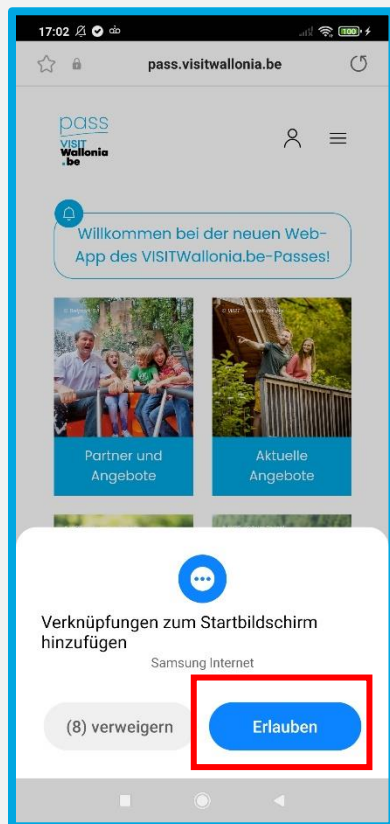 17:02
100
pass.visitwallonia.be
pass
VISIT
Wallonia
.be
Willkommen bei der neuen Web-
App des VISITWallonia.be-Passes!
Partner und
Angebote
Aktuelle
Angebote
Verknüpfungen zum Startbildschirm
hinzufügen
Samsung Internet
(8) verweigern
Erlauben